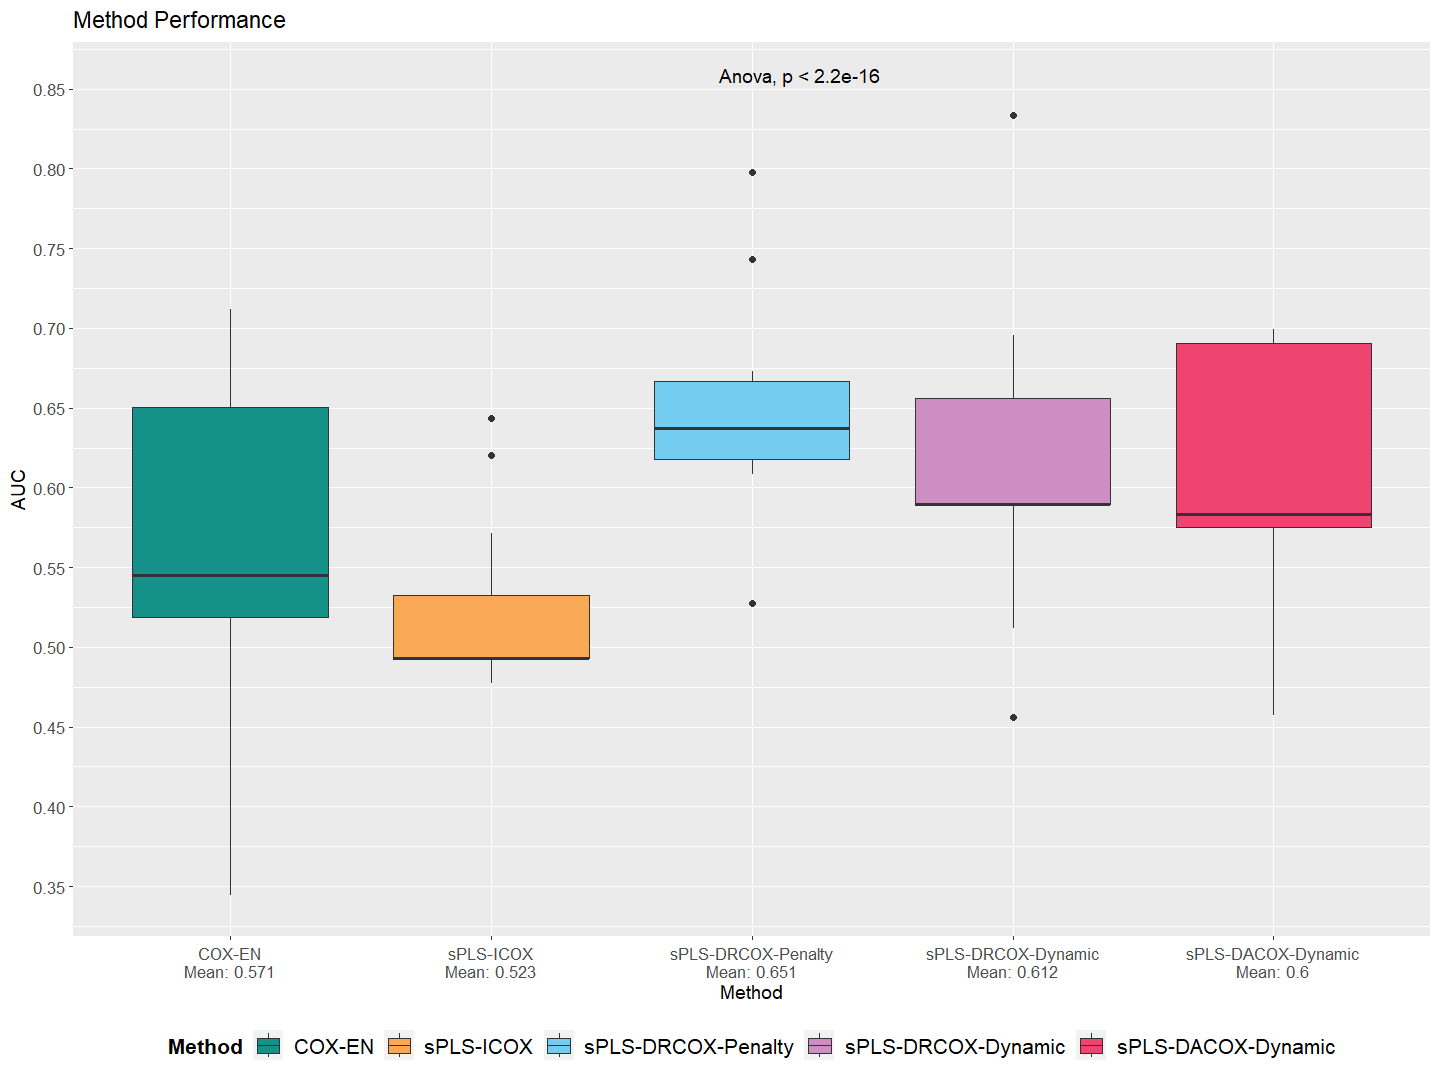 Method Performance
Anova, p < 2.2e-16
0.85
0.80
0.75
0.70
0.65
0.60
0.55
0.50
0.45
0.40
0.35
AUC
COX-EN
Mean: 0.571
sPLS-ICOX
Mean: 0.523
sPLS-DRCOX-Penalty
Mean: 0.651
sPLS-DRCOX-Dynamic
Mean: 0.612
sPLS-DACOX-Dynamic
Mean: 0.6
Method
Method COX-EN sPLS-ICOX sPLS-DRCOX-Penalty sPLS-DRCOX-Dynamic sPLS-DACOX-Dynamic